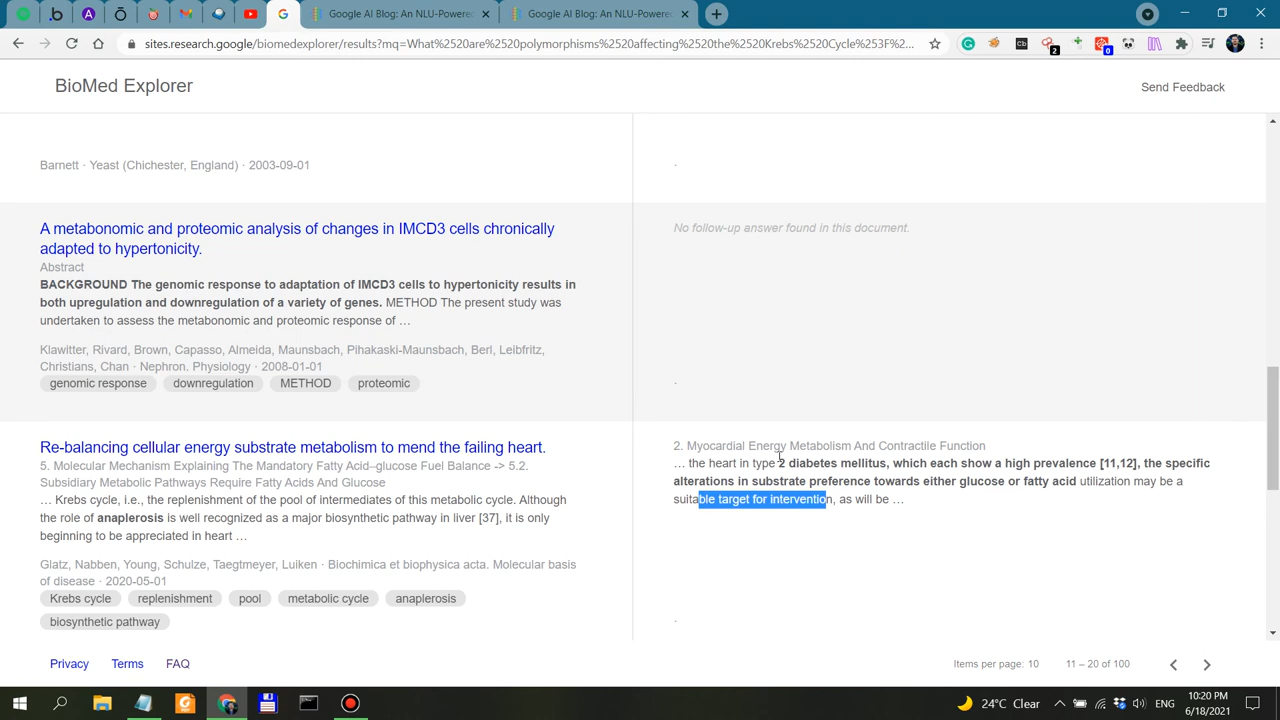 Google AI Blog: An NLU-Powere
Google AI Blog: An NLU-Powere
sites.research.google/biomedexplorer/results?mq=What%2520are%2520polymorphisms%2520affecting%2520the%2520Krebs%2520Cycle%253F%2...
BioMed Explorer
Send Feedback
Barnett · Yeast (Chichester, England) · 2003-09-01
A metabonomic and proteomic analysis of changes in IMCD3 cells chronically
adapted to hypertonicity.
Abstract
BACKGROUND The genomic response to adaptation of IMCD3 cells to hypertonicity results in
both upregulation and downregulation of a variety of genes. METHOD The present study was
undertaken to assess the metabonomic and proteomic response of …
Klawitter, Rivard, Brown, Capasso, Almeida, Maunsbach, Pihakaski-Maunsbach, Berl, Leibfritz,
Christians, Chan · Nephron. Physiology · 2008-01-01
genomic response downregulation METHOD proteomic
No follow-up answer found in this document.
Re-balancing cellular energy substrate metabolism to mend the failing heart.
5. Molecular Mechanism Explaining The Mandatory Fatty Acid–glucose Fuel Balance -> 5.2.
Subsidiary Metabolic Pathways Require Fatty Acids And Glucose
… Krebs cycle, i.e., the replenishment of the pool of intermediates of this metabolic cycle. Although
the role of anaplerosis is well recognized as a major biosynthetic pathway in liver [37], it is only
beginning to be appreciated in heart …
Glatz, Nabben, Young, Schulze, Taegtmeyer, Luiken · Biochimica et biophysica acta. Molecular basis
of disease · 2020-05-01
Krebs cycle replenishment pool metabolic cycle anaplerosis
biosynthetic pathway
2. Myocardial Energy Metabolism And Contractile Function
… the heart in type 2 diabetes mellitus, which each show a high prevalence [11,12], the specific
alterations in substrate preference towards either glucose or fatty acid utilization may be a
suitable target for intervention, as will be …
Privacy Terms FAQ
Items per page: 10 11 – 20 of 100
24°C Clear
ENG
10:20 PM
6/18/2021